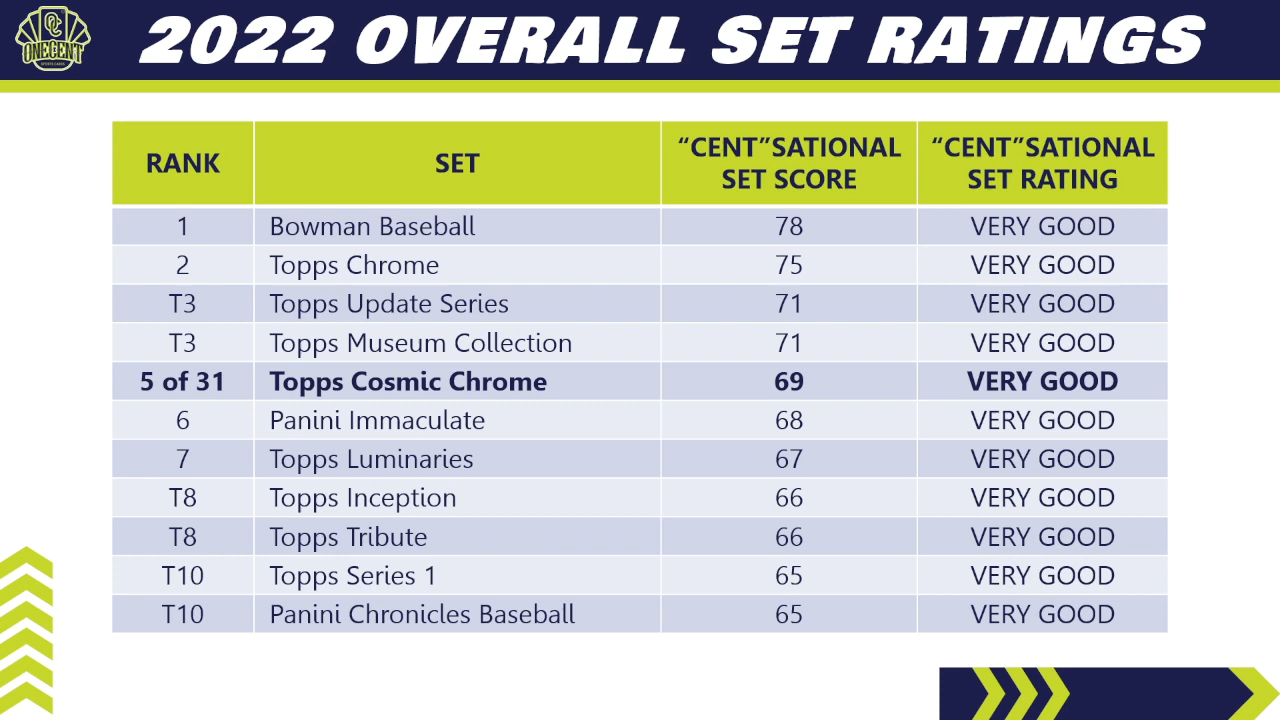 2022 OVERALL SET RATINGS
OC
ONECENT
SPORTS CARDS
RANK SET "CENT"SATIONAL SET SCORE "CENT"SATIONAL SET RATING
1 Bowman Baseball 78 VERY GOOD
2 Topps Chrome 75 VERY GOOD
T3 Topps Update Series 71 VERY GOOD
T3 Topps Museum Collection 71 VERY GOOD
5 of 31 Topps Cosmic Chrome 69 VERY GOOD
6 Panini Immaculate 68 VERY GOOD
7 Topps Luminaries 67 VERY GOOD
T8 Topps Inception 66 VERY GOOD
T8 Topps Tribute 66 VERY GOOD
T10 Topps Series 1 65 VERY GOOD
T10 Panini Chronicles Baseball 65 VERY GOOD